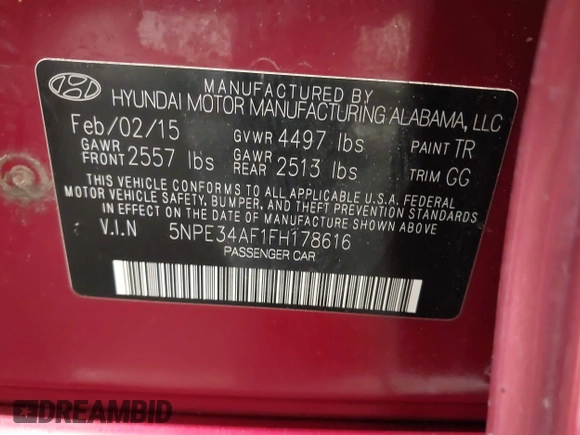 MANUFACTURED BY
HYUNDAI MOTOR MANUFACTURING ALABAMA, LLC
Feb/02/15 GVWR 4497 lbs PAINT TR
GAWR FRONT 2557 lbs GAWR REAR 2513 lbs TRIM GG
THIS VEHICLE CONFORMS TO ALL APPLICABLE U.S.A. FEDERAL
MOTOR VEHICLE SAFETY, BUMPER, AND THEFT PREVENTION STANDARDS
IN EFFECT ON THE DATE OF MANUFACTURE SHOWN ABOVE
V.I.N 5NPE34AF1FH178616
PASSENGER CAR
DREAMBID